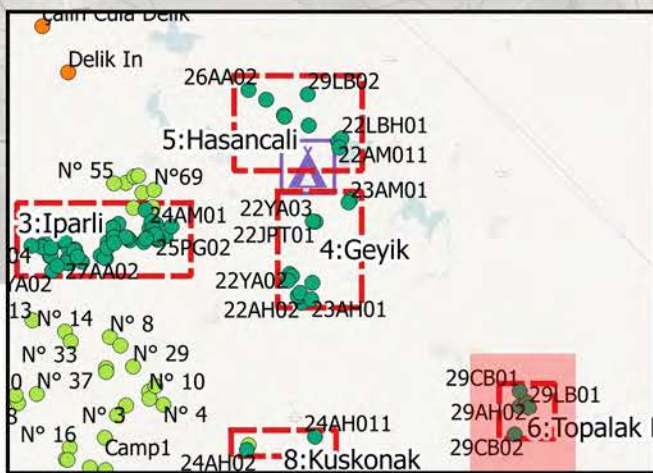 Delik In
26AA02
29LB02
22LBH01
5:Hasancali
22AM011
N° 55
N°69
23AM01
24AM01
3:Iparli
22YA03
22JPT01
4:Geyik
25PG02
27AA02
22YA02
22AH02
23AH01
N° 14
N° 8
N° 33
N° 29
N° 37
N° 10
N° 3
N° 4
N° 16
Camp1
29CB01
29LB01
29AH02
6:Topalak
29CB02
24AH011
24AH02
8:Kuskonak